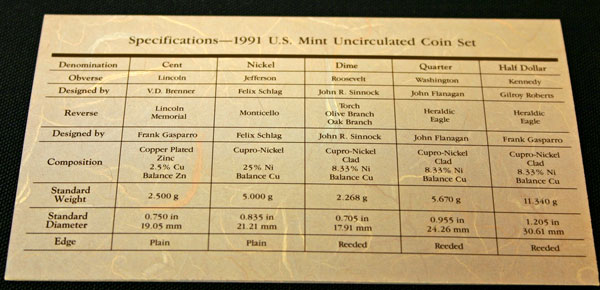 Specifications—1991 U.S. Mint Uncirculated Coin Set
Denomination Cent Nickel Dime Quarter Half Dollar
Obverse Lincoln Jefferson Roosevelt Washington Kennedy
Designed by V.D. Brenner Felix Schlag John R. Sinnock John Flanagan Gilroy Roberts
Reverse Lincoln Memorial Monticello Torch Olive Branch Oak Branch Heraldic Eagle Heraldic Eagle
Designed by Frank Gasparro Felix Schlag John R. Sinnock John Flanagan Frank Gasparro
Composition Copper Plated Zinc 2.5% Cu Balance Zn Cupro-Nickel 25% Ni Balance Cu Cupro-Nickel Clad 8.33% Ni Balance Cu Cupro-Nickel Clad 8.33% Ni Balance Cu Cupro-Nickel Clad 8.33% Ni Balance Cu
Standard Weight 2.500 g 5.000 g 2.268 g 5.670 g 11.340 g
Standard Diameter 0.750 in 19.05 mm 0.835 in 21.21 mm 0.705 in 17.91 mm 0.955 in 24.26 mm 1.205 in 30.61 mm
Edge Plain Plain Reeded Reeded Reeded